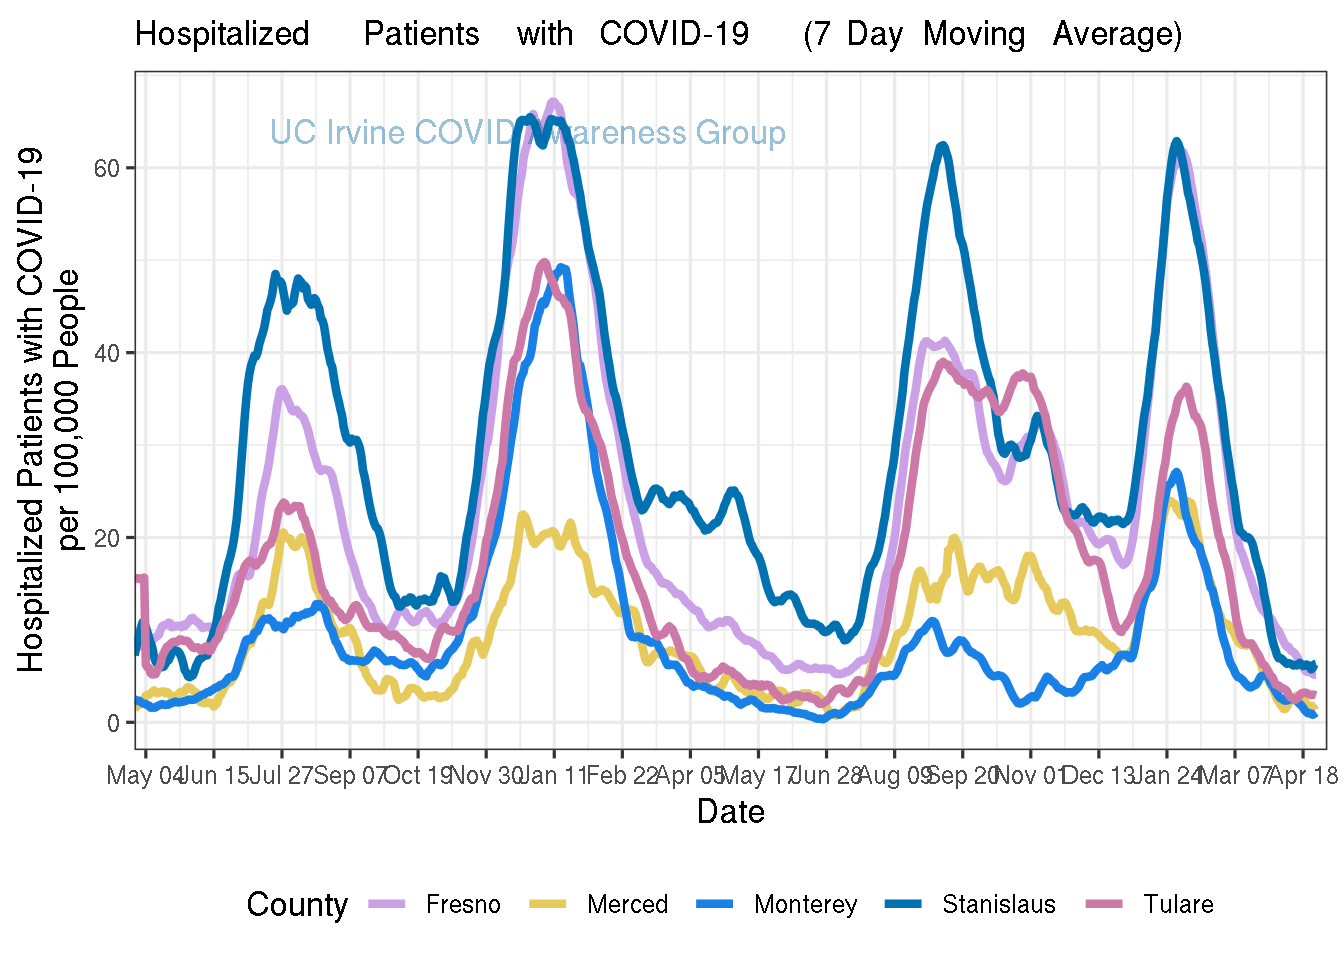 Hospitalized Patients with COVID-19 (7 Day Moving Average)
UC Irvine COVID Awareness Group
Hospitalized Patients with COVID-19
per 100,000 People
60
40
20
0
May 04 Jun 15 Jul 27 Sep 07 Oct 19 Nov 30 Jan 11 Feb 22 Apr 05 May 17 Jun 28 Aug 09 Sep 20 Nov 01 Dec 13 Jan 24 Mar 07 Apr 18
Date
County Fresno Merced Monterey Stanislaus Tulare